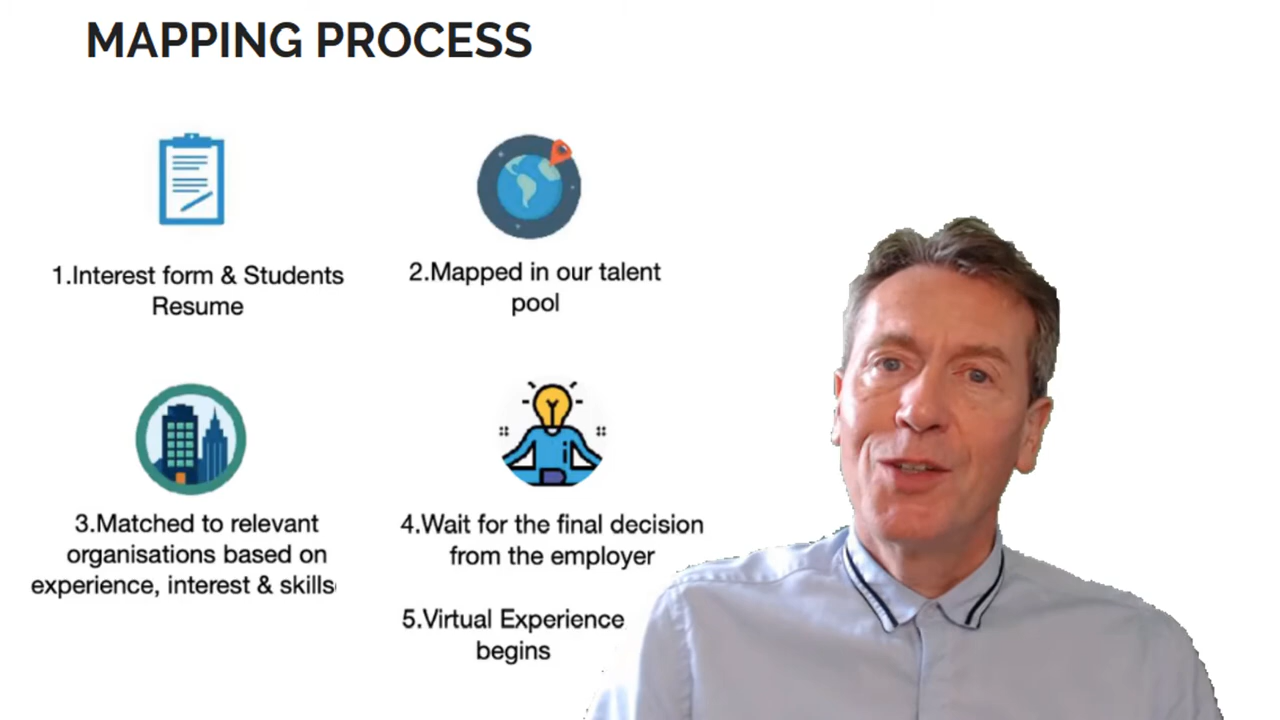 MAPPING PROCESS
1.Interest form & Students
Resume
2.Mapped in our talent
pool
3.Matched to relevant
organisations based on
experience, interest & skills
4.Wait for the final decision
from the employer
5.Virtual Experience
begins